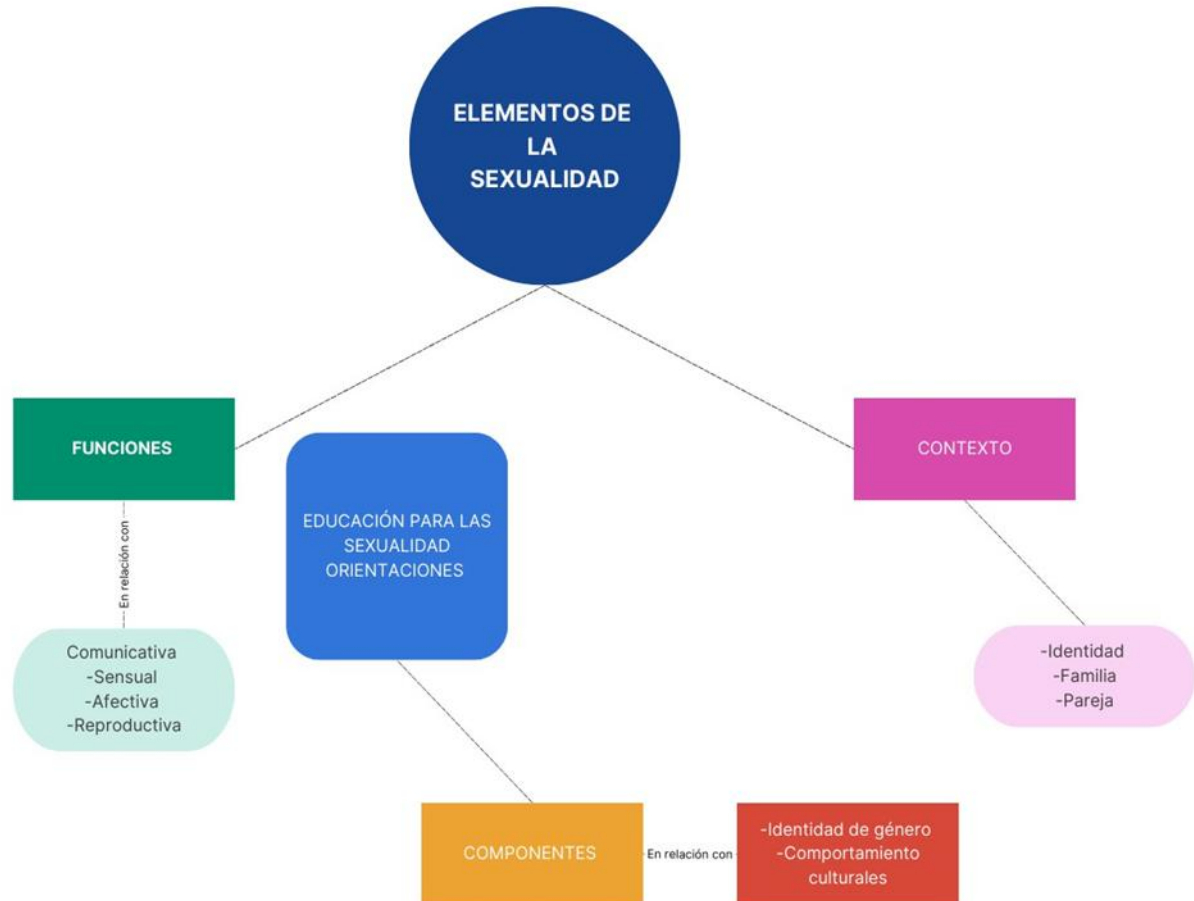 ELEMENTOS DE
LA
SEXUALIDAD
FUNCIONES
CONTEXTO
EDUCACIÓN PARA LAS
SEXUALIDAD
ORIENTACIONES
En relación con
Comunicativa
-Sensual
-Afectiva
-Reproductiva
-Identidad
-Familia
-Pareja
COMPONENTES
En relación con
-Identidad de género
-Comportamiento
culturales